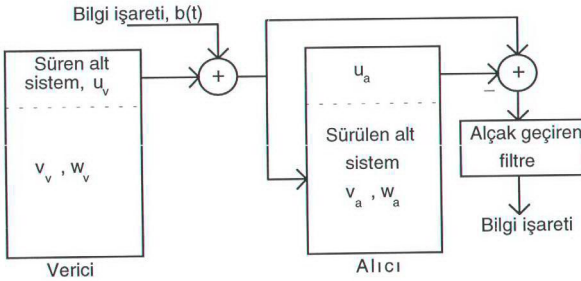 Bilgi işareti, b(t)
Süren alt
sistem, u_v
v_v , w_v
Verici
+
u_a
Sürülen alt
sistem
v_a , w_a
Alıcı
+
–
Alçak geçiren
filtre
Bilgi işareti